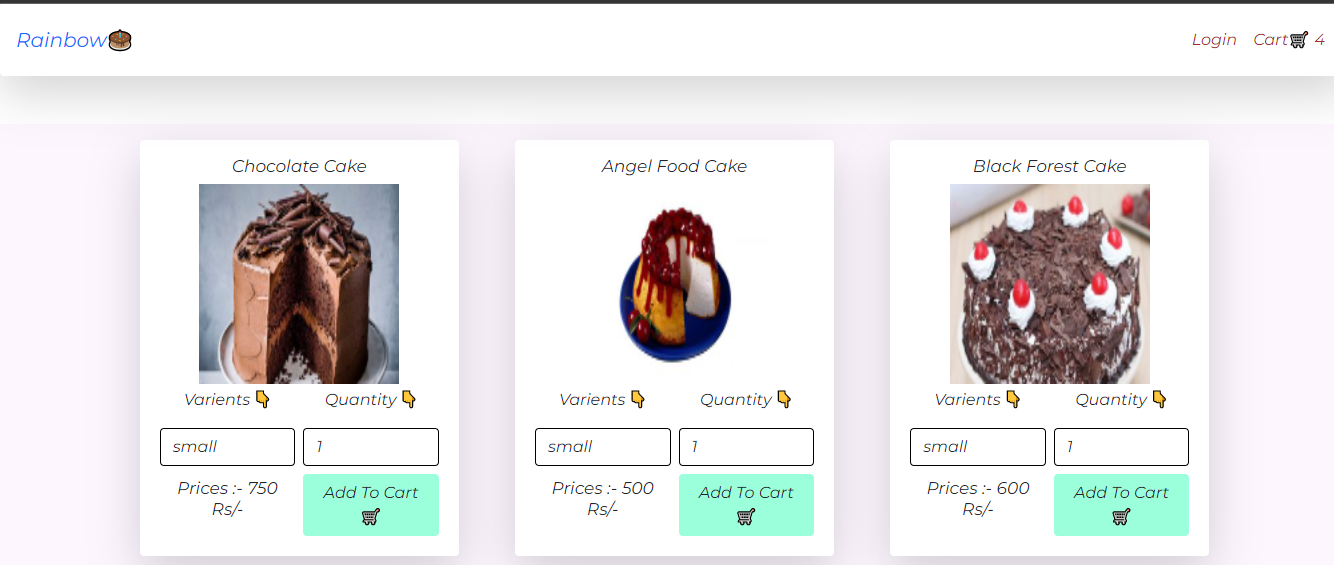 Rainbow🎂
Login Cart🛒 4
Chocolate Cake
Angel Food Cake
Black Forest Cake
Varients 👇 Quantity 👇
Varients 👇 Quantity 👇
Varients 👇 Quantity 👇
small 1
small 1
small 1
Prices :- 750
Rs/-
Add To Cart
🛒
Prices :- 500
Rs/-
Add To Cart
🛒
Prices :- 600
Rs/-
Add To Cart
🛒